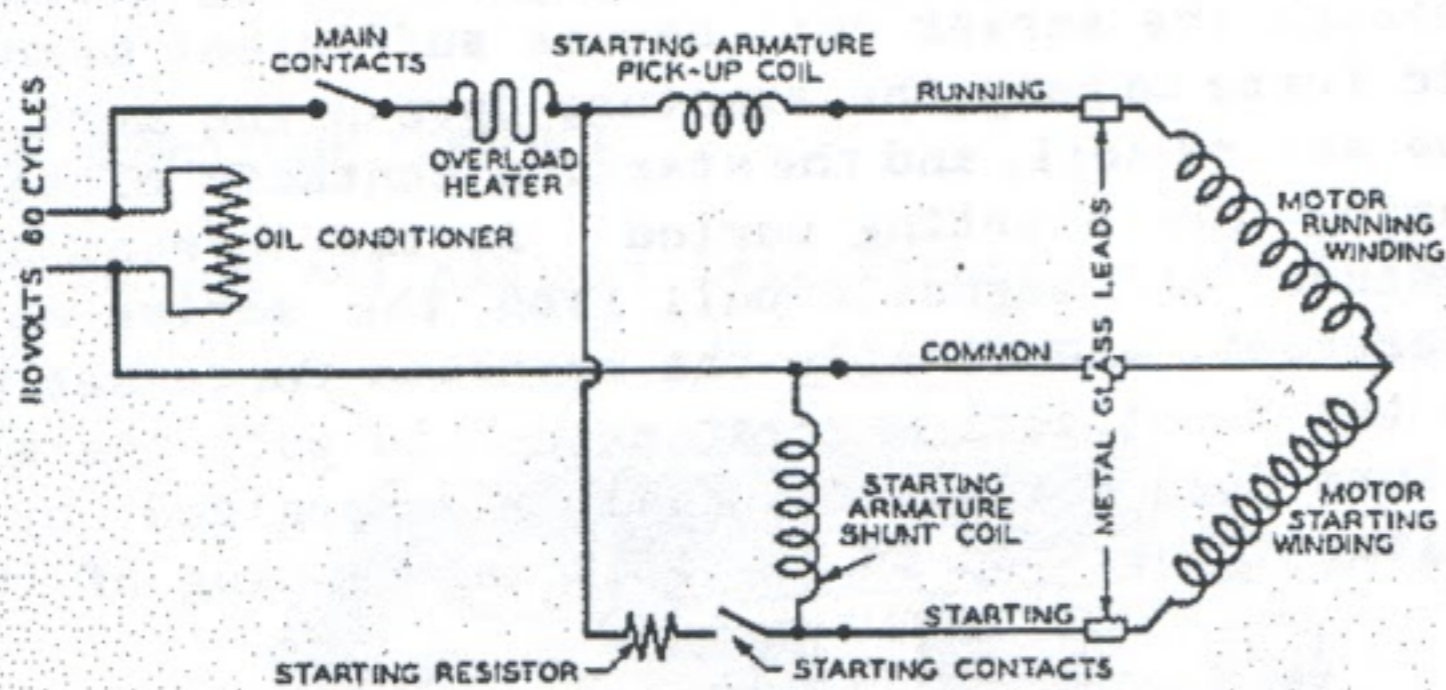 MAIN
CONTACTS
STARTING ARMATURE
PICK-UP COIL
RUNNING
OVERLOAD
HEATER
110 VOLTS 60 CYCLES
OIL CONDITIONER
MOTOR
RUNNING
WINDING
COMMON
METAL GLASS LEADS
STARTING
ARMATURE
SHUNT COIL
MOTOR
STARTING
WINDING
STARTING
STARTING RESISTOR
STARTING CONTACTS